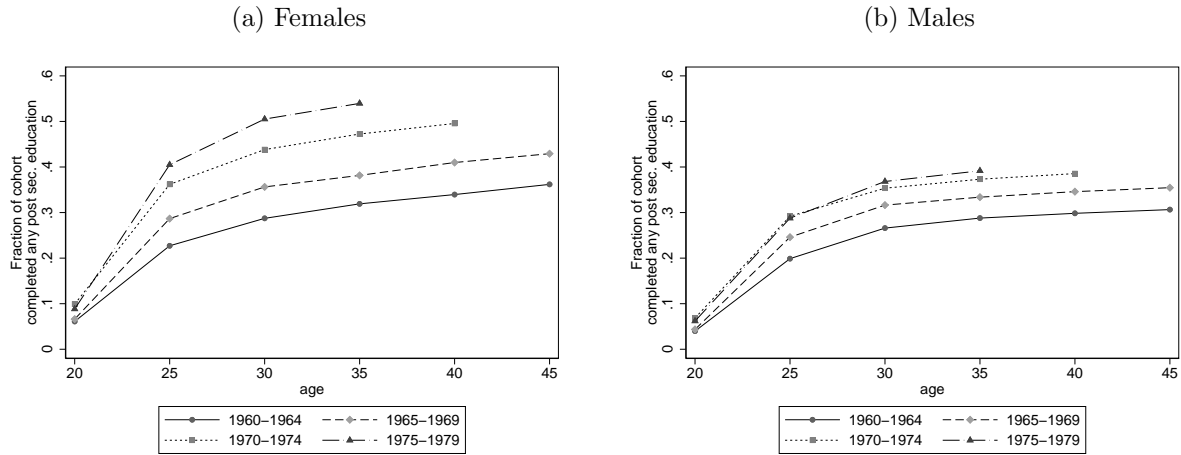 (a) Females
Fraction of cohort
completed any post sec. education
.6
.5
.4
.3
.2
.1
0
20 25 30 35 40 45
age
1960−1964 1965−1969
1970−1974 1975−1979
(b) Males
Fraction of cohort
completed any post sec. education
.6
.5
.4
.3
.2
.1
0
20 25 30 35 40 45
age
1960−1964 1965−1969
1970−1974 1975−1979